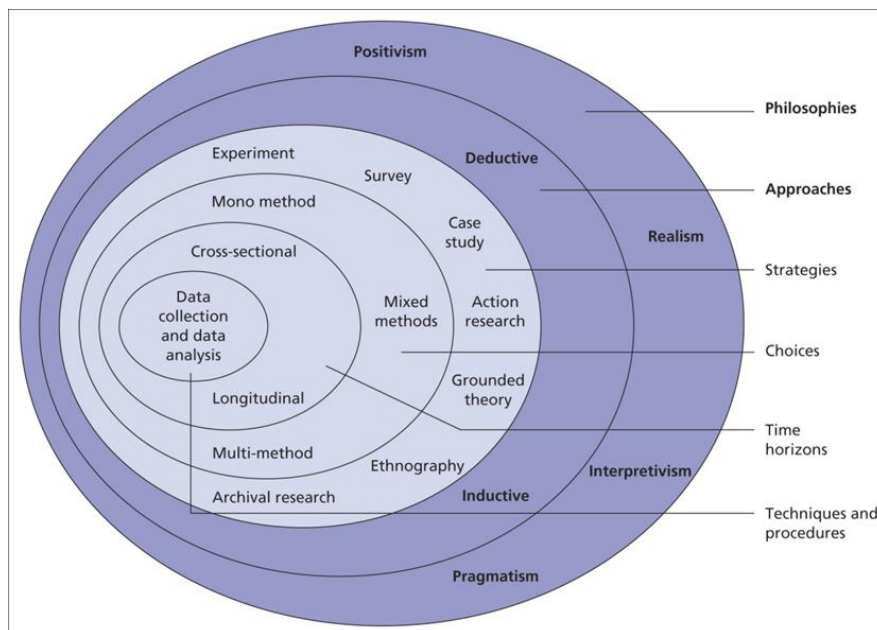 Positivism
Philosophies
Experiment
Deductive
Survey
Approaches
Mono method
Case
study
Realism
Cross-sectional
Strategies
Data
collection
and data
analysis
Mixed
methods
Action
research
Choices
Grounded
theory
Longitudinal
Time
horizons
Multi-method
Ethnography
Interpretivism
Archival research
Inductive
Techniques and
procedures
Pragmatism